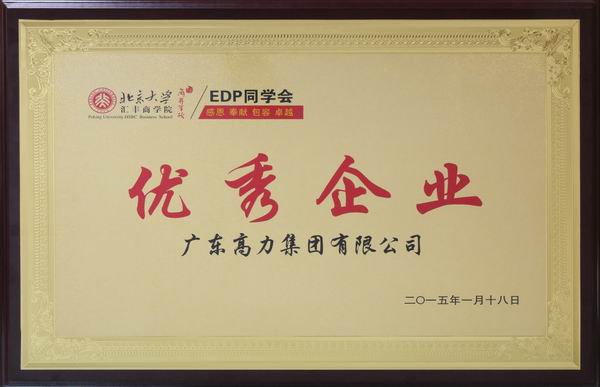 北京大学
汇丰商学院
Peking University HSBC Business School
EDP同学会
感恩 奉献 包容 卓越
优秀企业
广东高力集团有限公司
二〇一五年一月十八日